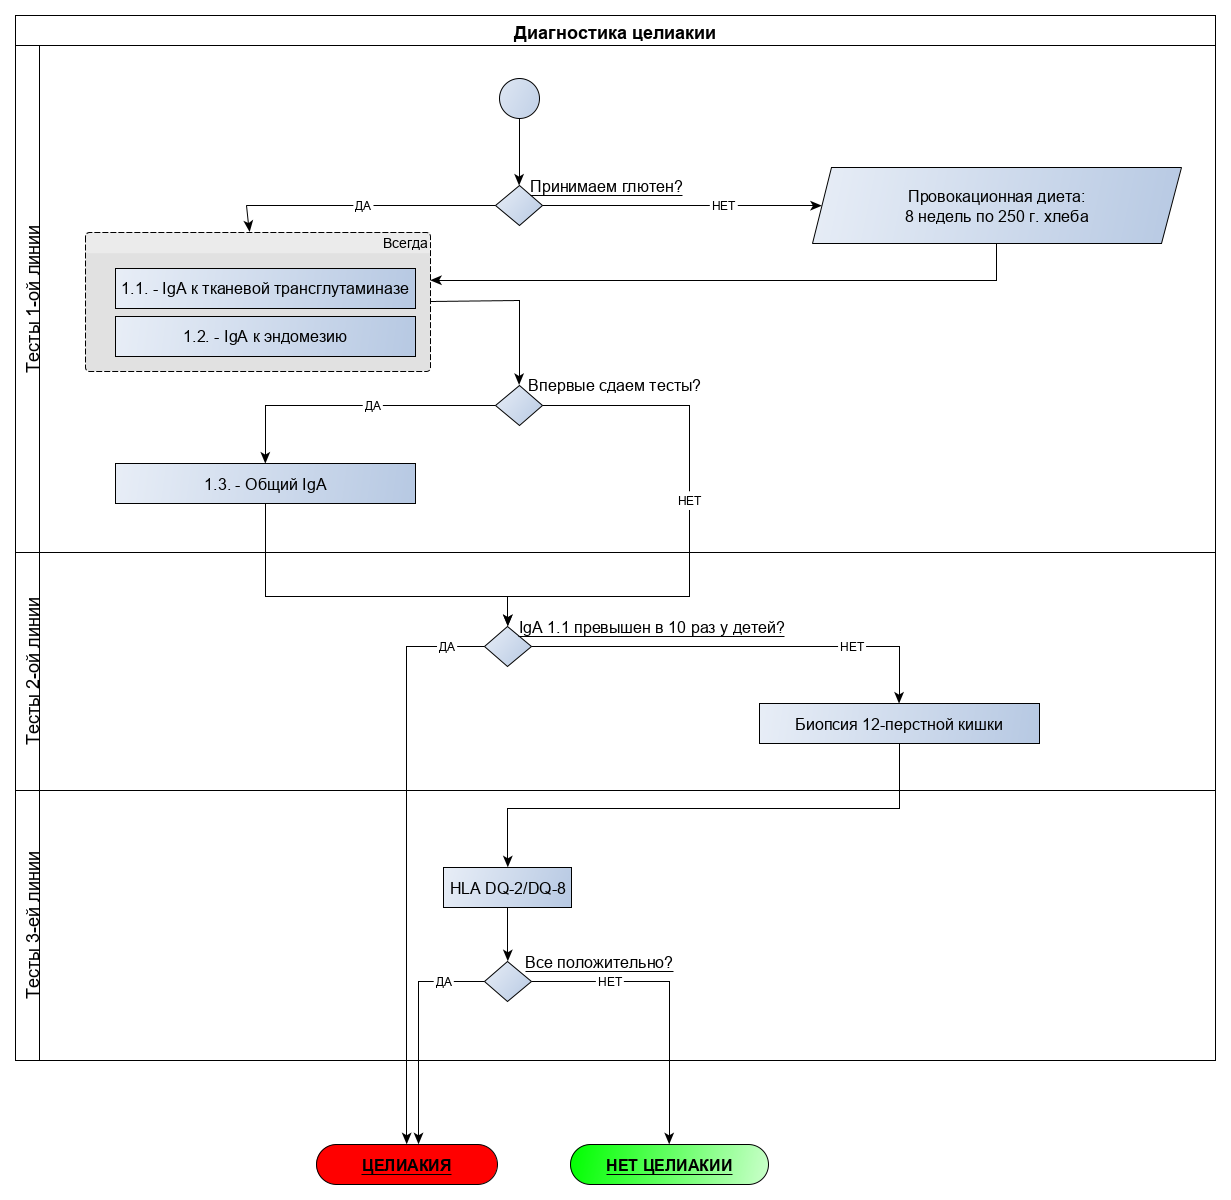 Диагностика целиакии
Тесты 1-ой линии
Принимаем глютен?
ДА
НЕТ
Провокационная диета:
8 недель по 250 г. хлеба
Всегда
1.1. - IgA к тканевой трансглутаминазе
1.2. - IgA к эндомезию
Впервые сдаем тесты?
ДА
1.3. - Общий IgA
НЕТ
Тесты 2-ой линии
IgA 1.1 превышен в 10 раз у детей?
ДА
НЕТ
Биопсия 12-перстной кишки
Тесты 3-ей линии
HLA DQ-2/DQ-8
Все положительно?
ДА
НЕТ
ЦЕЛИАКИЯ
НЕТ ЦЕЛИАКИИ